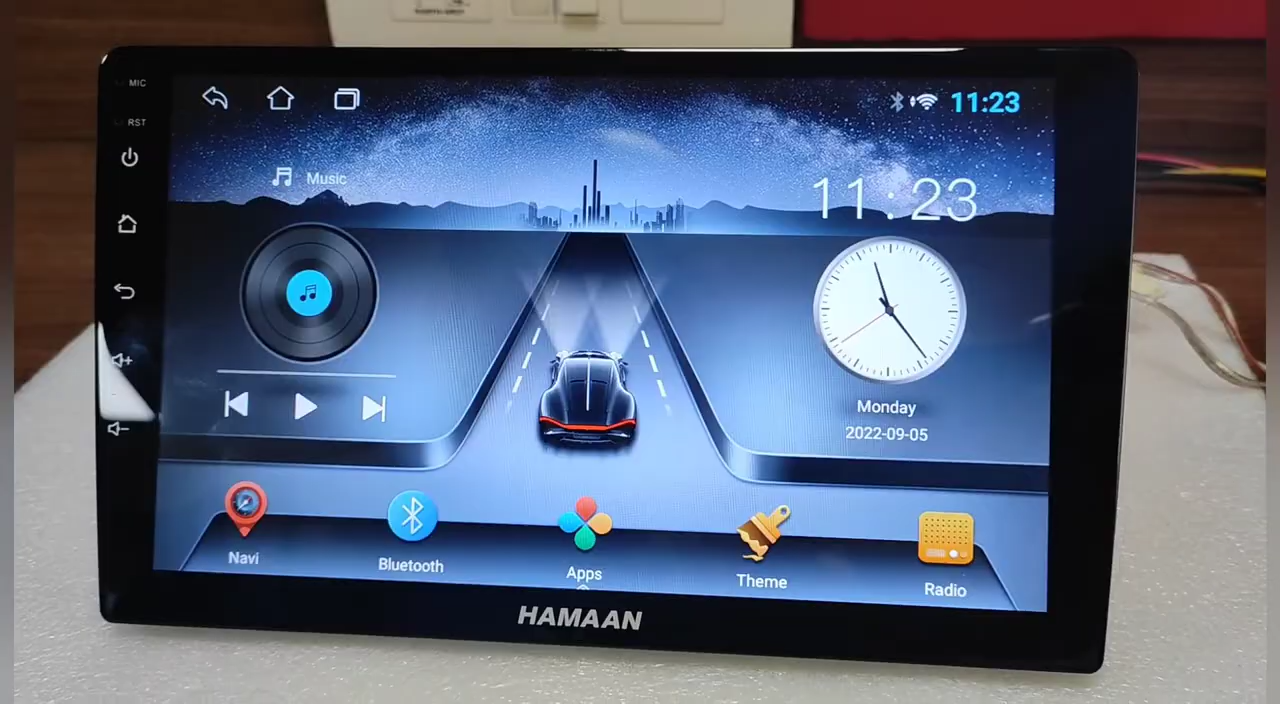 MIC
RST
11:23
Music
11:23
Monday
2022-09-05
Navi
Bluetooth
Apps
Theme
Radio
HAMAAN